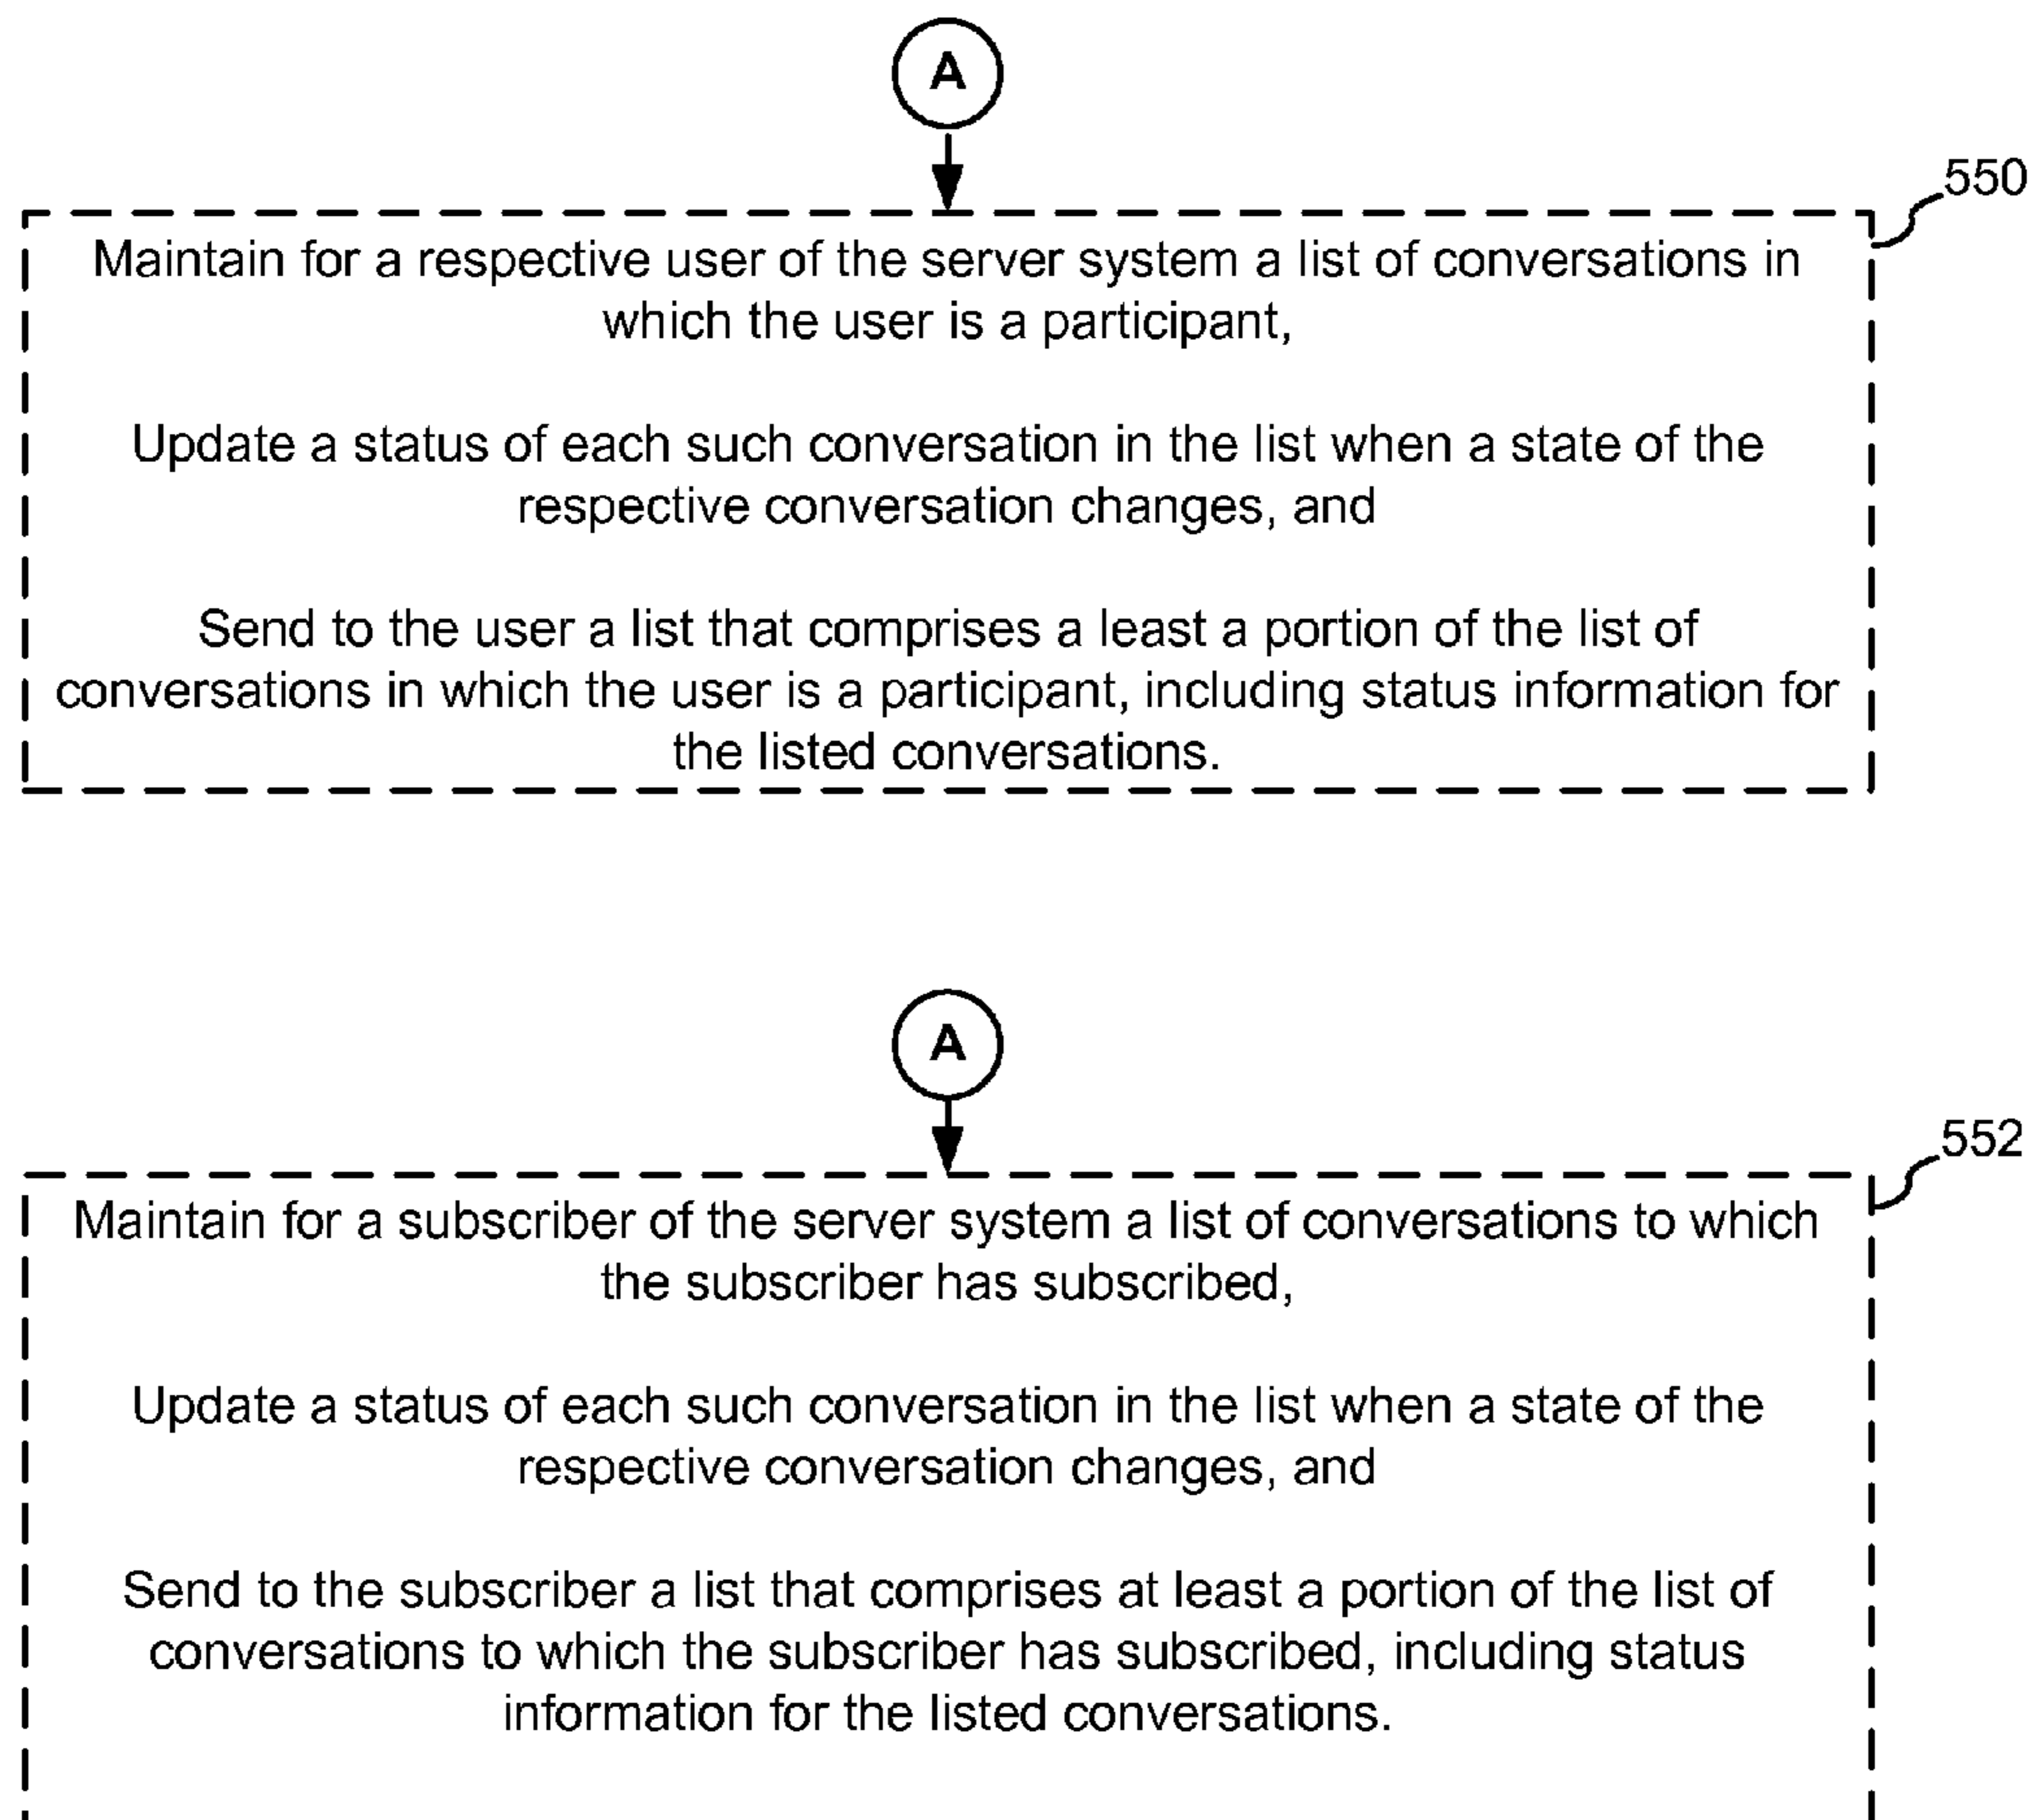 A
550
Maintain for a respective user of the server system a list of conversations in
which the user is a participant,
Update a status of each such conversation in the list when a state of the
respective conversation changes, and
Send to the user a list that comprises a least a portion of the list of
conversations in which the user is a participant, including status information for
the listed conversations.
A
552
Maintain for a subscriber of the server system a list of conversations to which
the subscriber has subscribed,
Update a status of each such conversation in the list when a state of the
respective conversation changes, and
Send to the subscriber a list that comprises at least a portion of the list of
conversations to which the subscriber has subscribed, including status
information for the listed conversations.